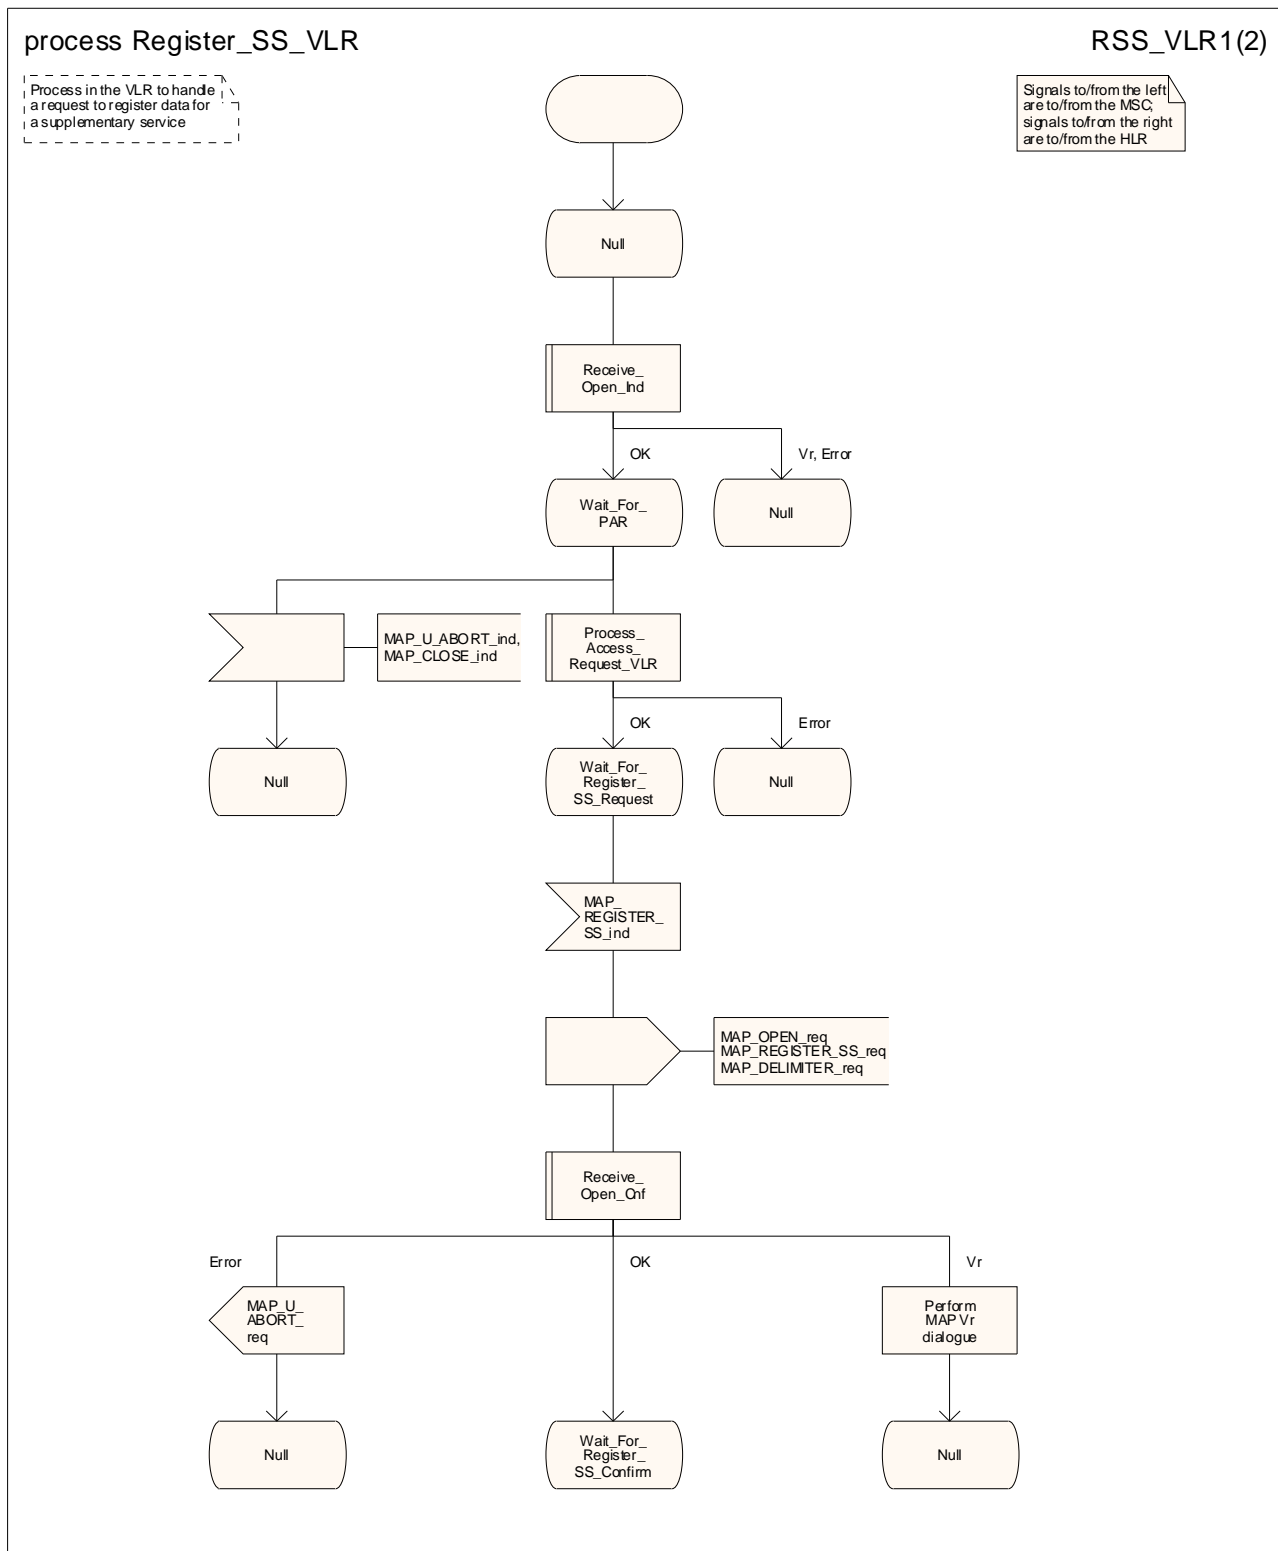 process Register_SS_VLR
RSS_VLR1(2)
Process in the VLR to handle
a request to register data for
a supplementary service
Signals to/from the left
are to/from the MSC;
signals to/from the right
are to/from the HLR
Null
Receive_
Open_Ind
OK
Vr, Error
Wait_For_
PAR
Null
MAP_U_ABORT_ind,
MAP_CLOSE_ind
Process_
Access_
Request_VLR
OK
Error
Null
Wait_For_
Register_
SS_Request
Null
MAP_
REGISTER_
SS_ind
MAP_OPEN_req
MAP_REGISTER_SS_req
MAP_DELIMITER_req
Receive_
Open_Cnf
Error
OK
Vr
MAP_U_
ABORT_
req
Perform
MAP Vr
dialogue
Null
Wait_For_
Register_
SS_Confirm
Null